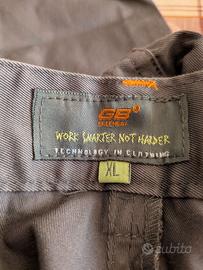 GB
WORK SMARTER NOT HARDER
TECHNOLOGY IN CLOTHING
XL
subito